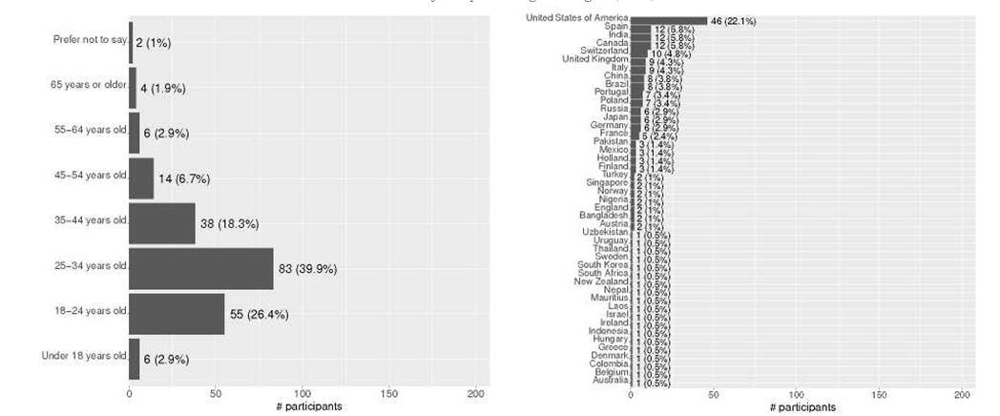 Prefer not to say 2 (1%)
65 years or older 4 (1.9%)
55–64 years old 6 (2.9%)
45–54 years old 14 (6.7%)
35–44 years old 38 (18.3%)
25–34 years old 83 (39.9%)
18–24 years old 55 (26.4%)
Under 18 years old 6 (2.9%)
0 50 100 150 200
# participants
United States of America 46 (22.1%)
Spain 12 (5.8%)
India 12 (5.8%)
Canada 12 (5.8%)
Switzerland 10 (4.8%)
United Kingdom 9 (4.3%)
Italy 9 (4.3%)
China 8 (3.8%)
Brazil 8 (3.8%)
Portugal 7 (3.4%)
Poland 7 (3.4%)
Russia 6 (2.9%)
Japan 6 (2.9%)
Germany 6 (2.9%)
France 5 (2.4%)
Pakistan 3 (1.4%)
Mexico 3 (1.4%)
Holland 3 (1.4%)
Finland 3 (1.4%)
Turkey 2 (1%)
Singapore 2 (1%)
Norway 2 (1%)
Nigeria 2 (1%)
England 2 (1%)
Bangladesh 2 (1%)
Austria 2 (1%)
Uzbekistan 1 (0.5%)
Uruguay 1 (0.5%)
Thailand 1 (0.5%)
Sweden 1 (0.5%)
South Korea 1 (0.5%)
South Africa 1 (0.5%)
New Zealand 1 (0.5%)
Nepal 1 (0.5%)
Mauritius 1 (0.5%)
Laos 1 (0.5%)
Israel 1 (0.5%)
Ireland 1 (0.5%)
Indonesia 1 (0.5%)
Hungary 1 (0.5%)
Greece 1 (0.5%)
Denmark 1 (0.5%)
Colombia 1 (0.5%)
Belgium 1 (0.5%)
Australia 1 (0.5%)
0 50 100 150 200
# participants